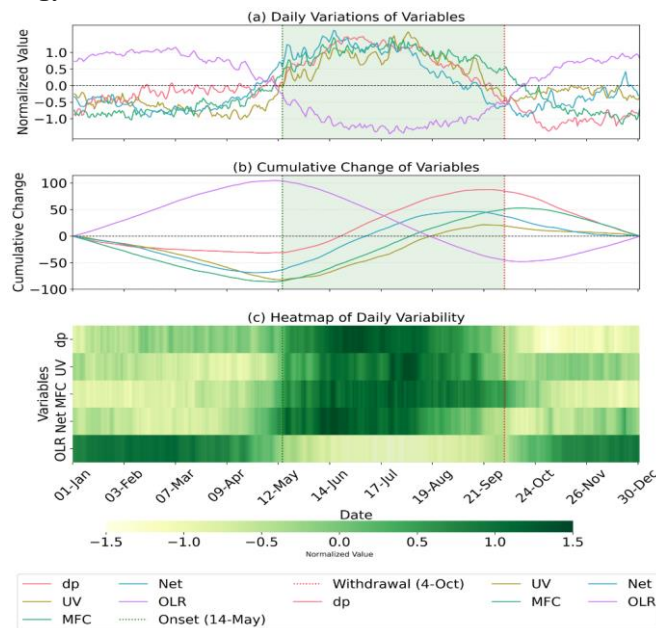 (a) Daily Variations of Variables
Normalized Value
1.0
0.5
0.0
−0.5
−1.0
(b) Cumulative Change of Variables
Cumulative Change
100
50
0
−50
−100
(c) Heatmap of Daily Variability
Variables
dp
UV
MFC
Net
OLR
01-Jan 03-Feb 07-Mar 09-Apr 12-May 14-Jun 17-Jul 19-Aug 21-Sep 24-Oct 26-Nov 30-Dec
Date
−1.5 −1.0 −0.5 0.0 0.5 1.0 1.5
Normalized Value
dp Net Withdrawal (4-Oct) UV Net
UV OLR dp MFC OLR
MFC Onset (14-May)